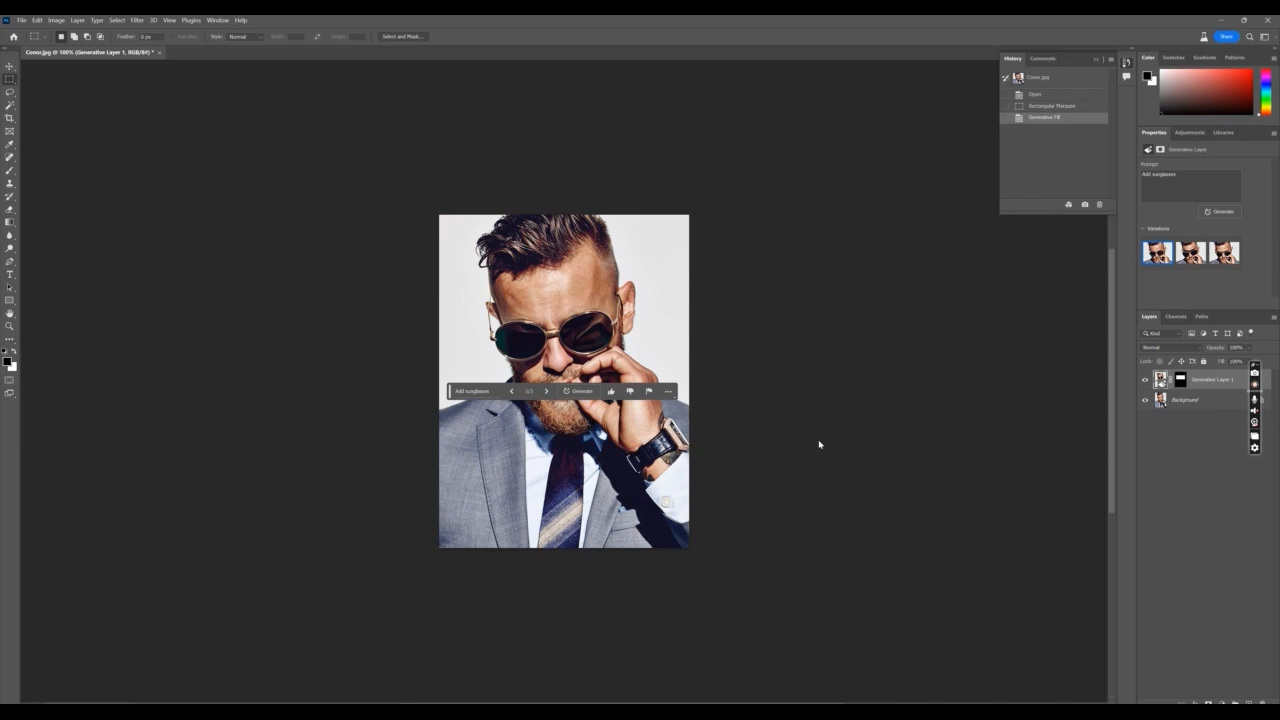 Ps File Edit Image Layer Type Select Filter 3D View Plugins Window Help
Feather: 0 px Style: Normal Select and Mask... Share
Conor.jpg @ 100% (Generative Layer 1, RGB/8#) * ×
History Comments
Conor.jpg
Open
Rectangular Marquee
Generative Fill
Color Swatches Gradients Patterns
Properties Adjustments Libraries
Generative Layer
Prompt:
Add sunglasses
Generate
Variations
Add sunglasses 1/3 Generate
Layers Channels Paths
Kind
Normal Opacity: 100%
Lock: Fill: 100%
Generative Layer 1
Background